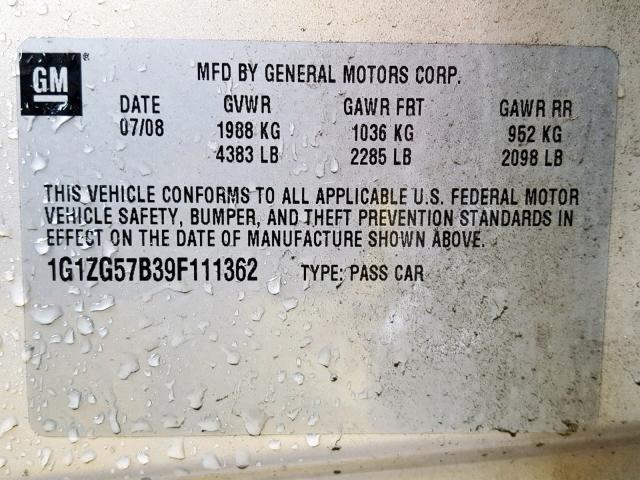 GM®
MFD BY GENERAL MOTORS CORP.
DATE GVWR GAWR FRT GAWR RR
07/08 1988 KG 1036 KG 952 KG
4383 LB 2285 LB 2098 LB
THIS VEHICLE CONFORMS TO ALL APPLICABLE U.S. FEDERAL MOTOR
VEHICLE SAFETY, BUMPER, AND THEFT PREVENTION STANDARDS IN
EFFECT ON THE DATE OF MANUFACTURE SHOWN ABOVE.
1G1ZG57B39F111362 TYPE: PASS CAR